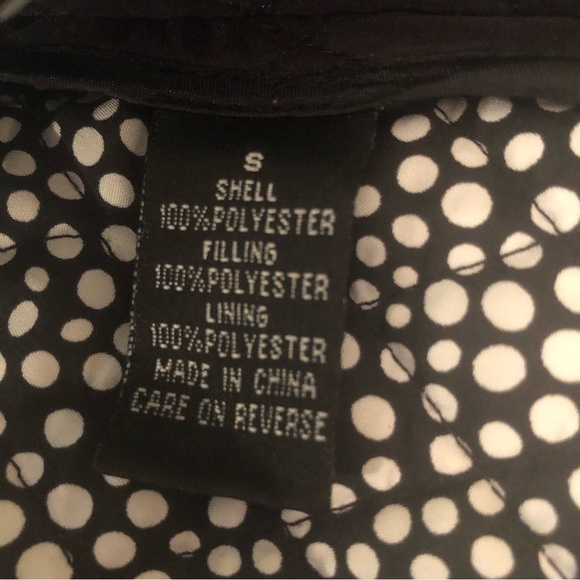 S
SHELL
100%POLYESTER
FILLING
100%POLYESTER
LINING
100%POLYESTER
MADE IN CHINA
CARE ON REVERSE